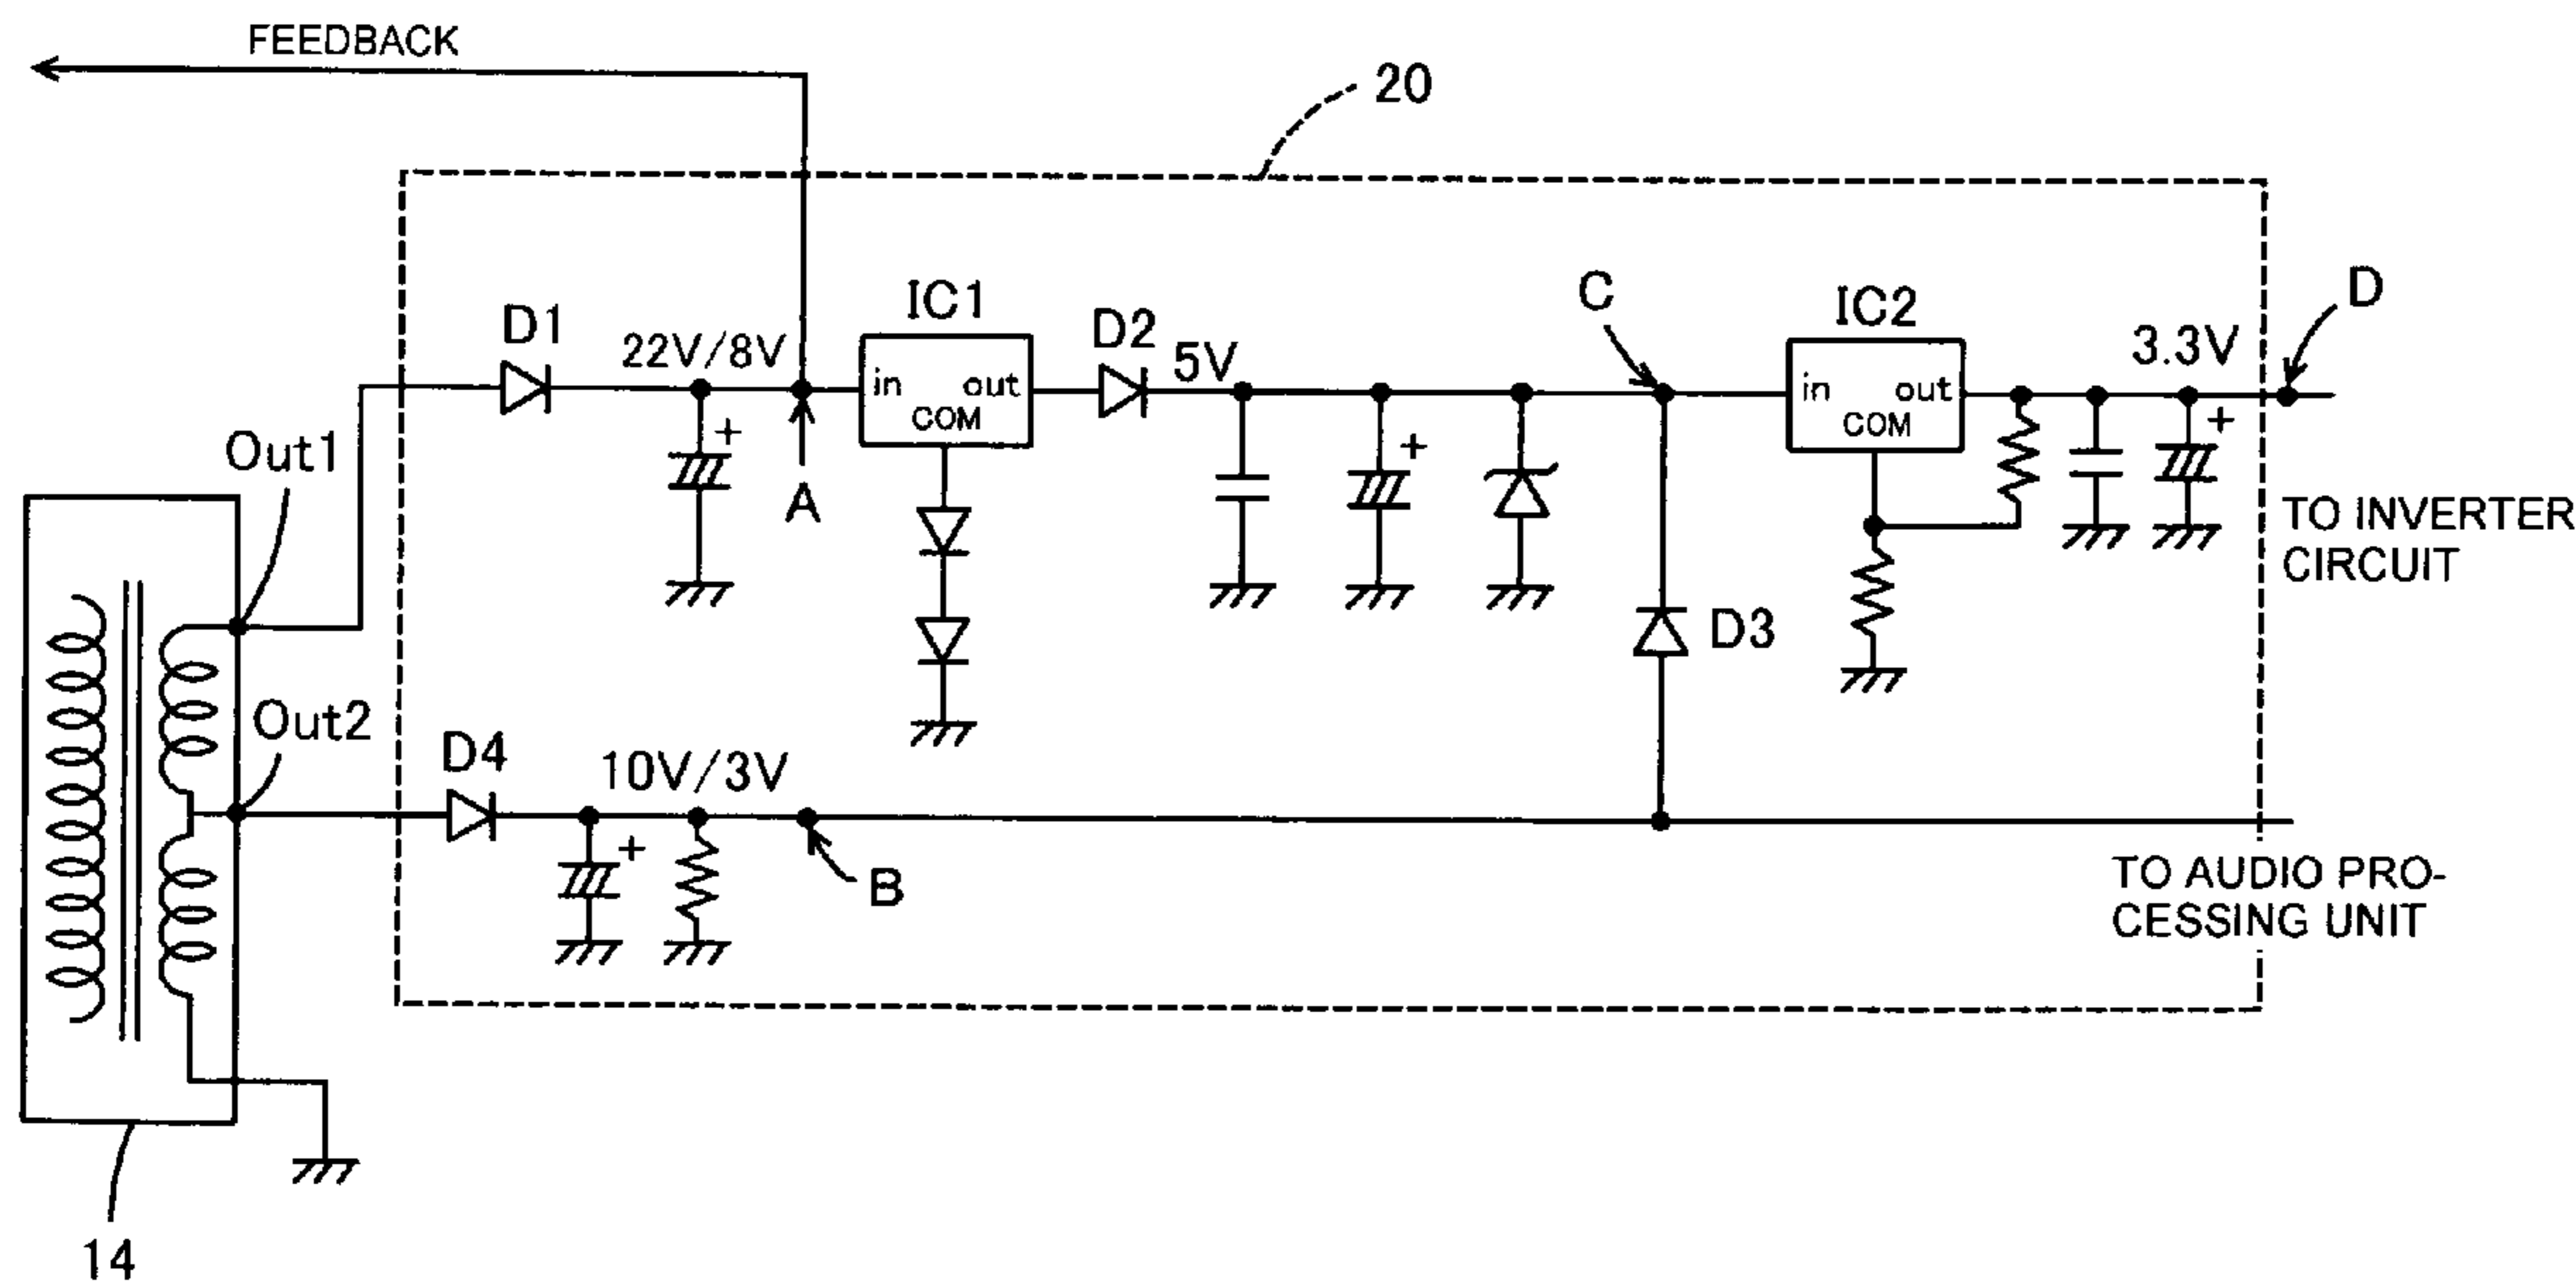 FEEDBACK
20
D1
22V/8V
IC1
in
out
COM
D2
5V
C
IC2
in
out
COM
3.3V
D
Out1
+
A
+
+
TO INVERTER
CIRCUIT
D3
Out2
D4
10V/3V
+
B
TO AUDIO PRO-
CESSING UNIT
14